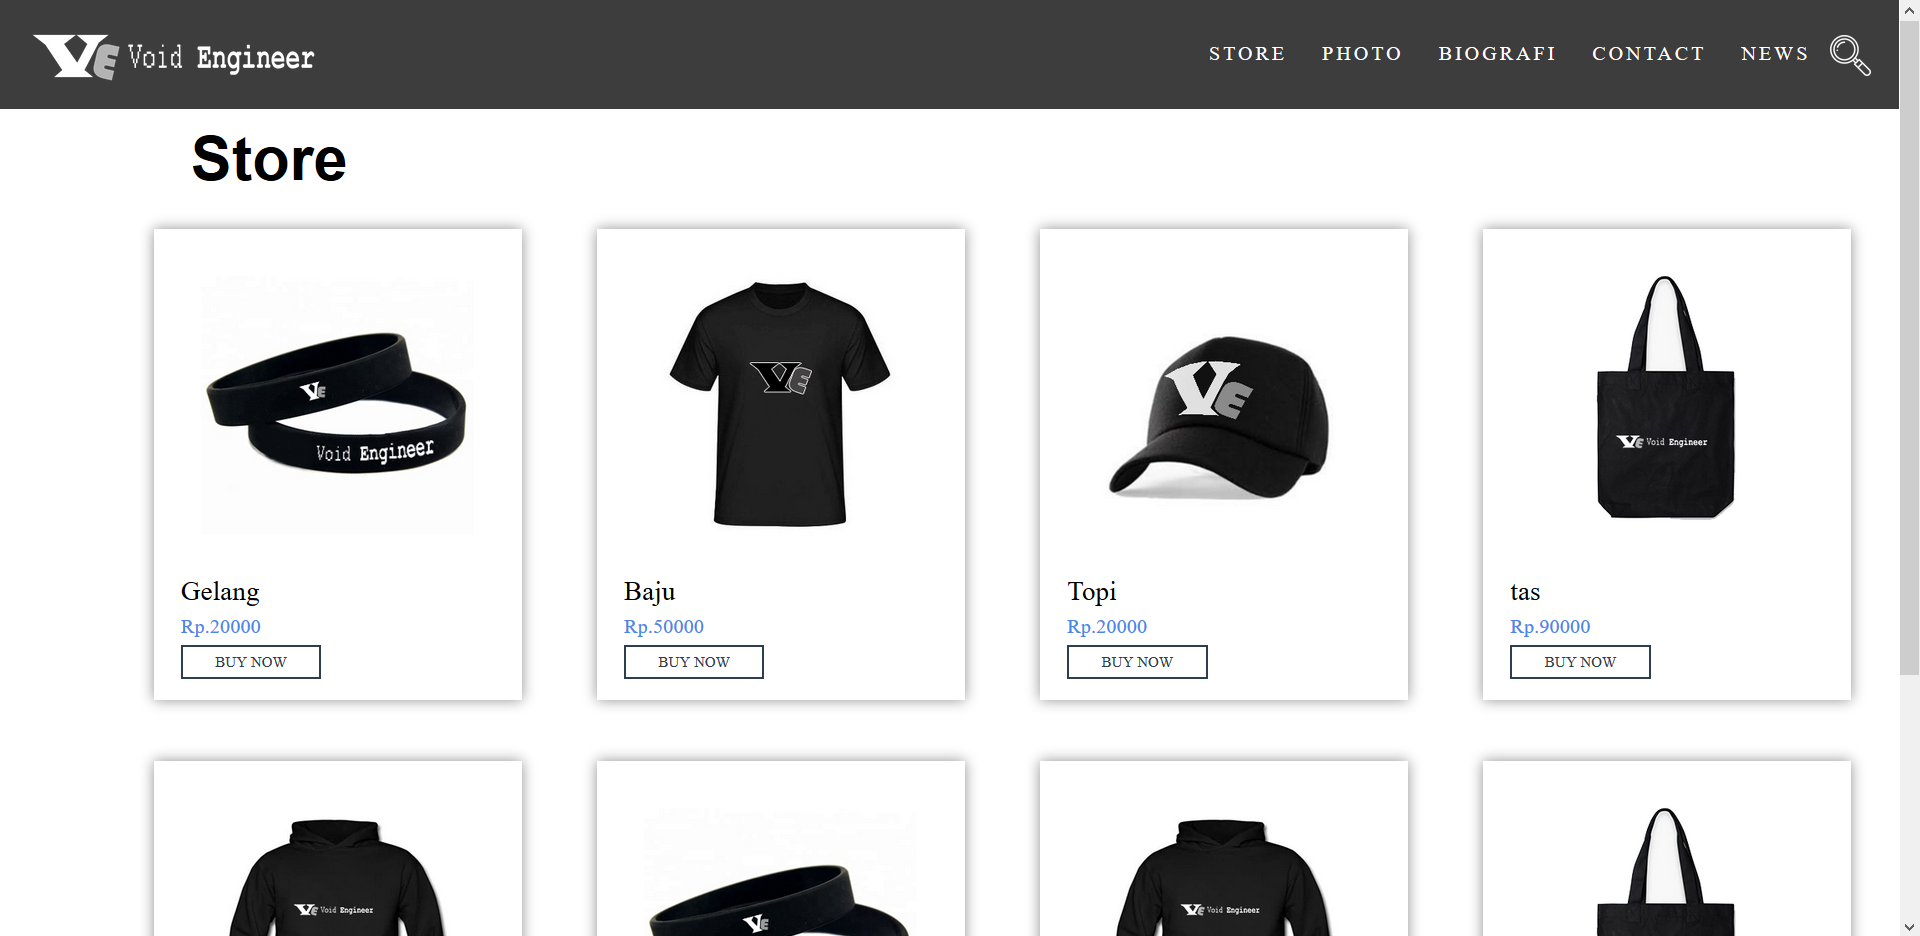 VE Void Engineer
STORE PHOTO BIOGRAFI CONTACT NEWS
Store
VE
Void Engineer
VE
VE
VE Void Engineer
Gelang
Rp.20000
BUY NOW
Baju
Rp.50000
BUY NOW
Topi
Rp.20000
BUY NOW
tas
Rp.90000
BUY NOW
VE Void Engineer
VE
VE Void Engineer